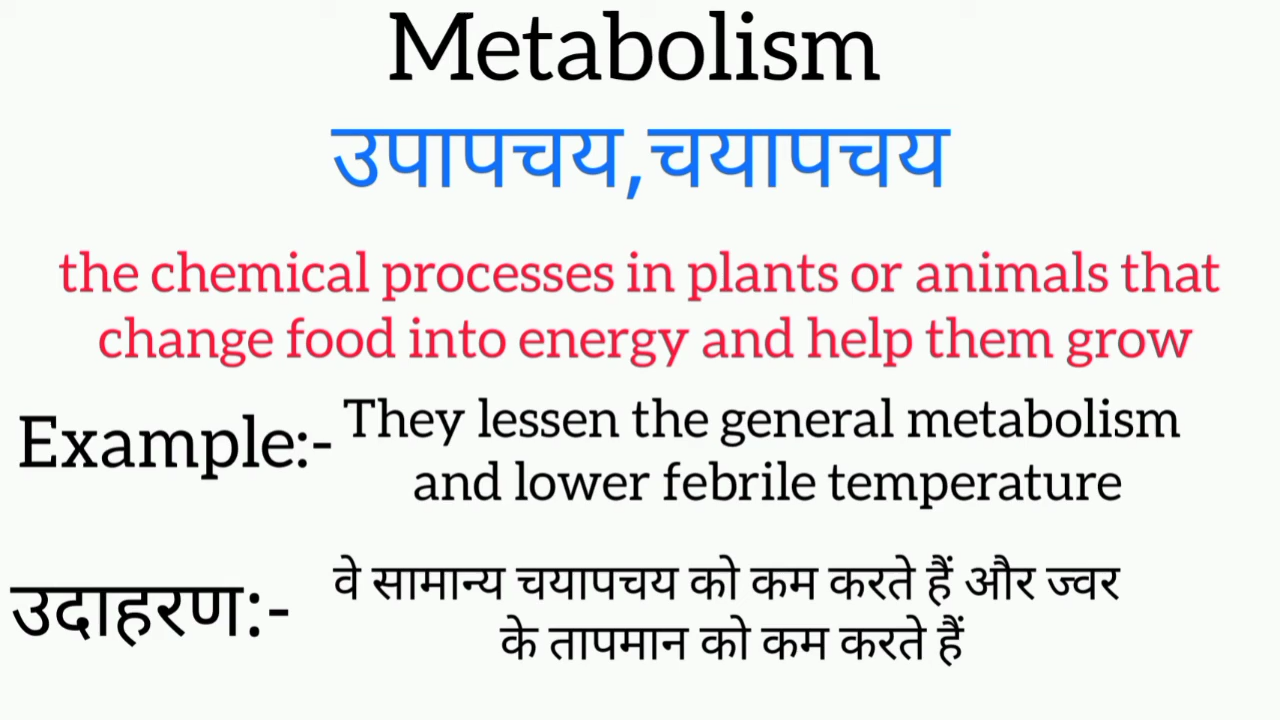 Metabolism
उपापचय,चयापचय
the chemical processes in plants or animals that
change food into energy and help them grow
Example:- They lessen the general metabolism
and lower febrile temperature
उदाहरण:- वे सामान्य चयापचय को कम करते हैं और ज्वर
के तापमान को कम करते हैं